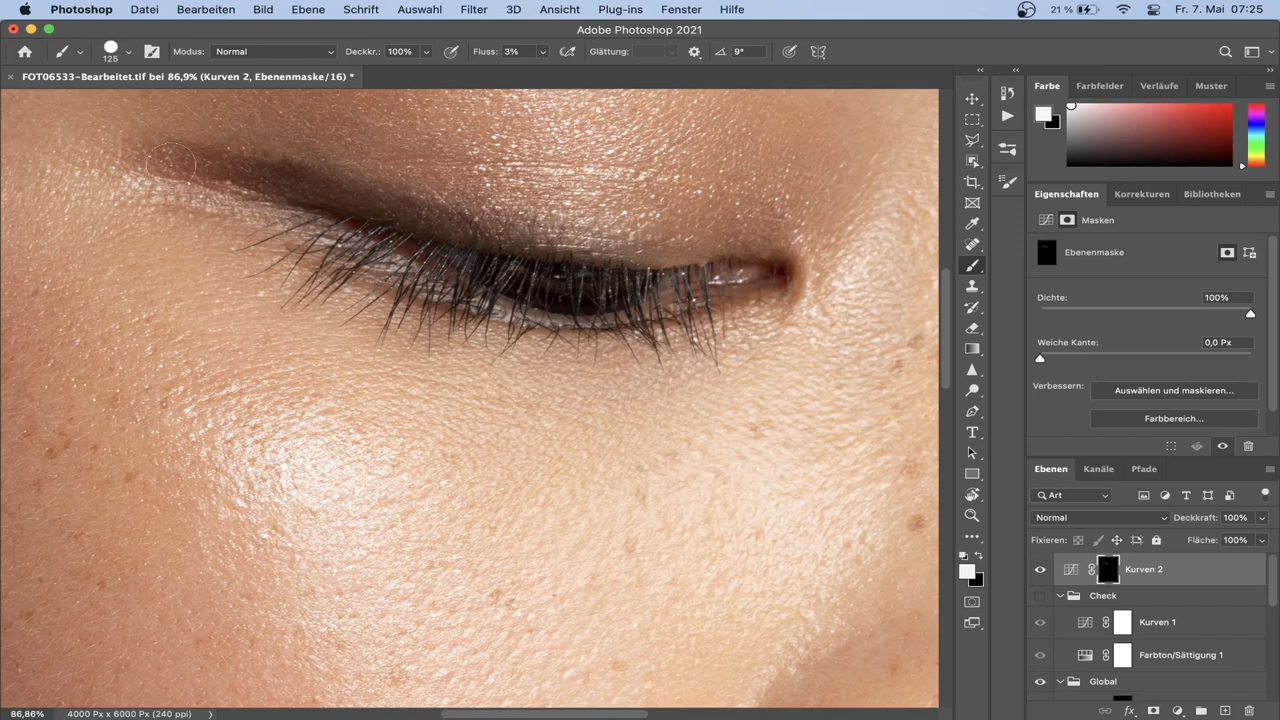 Photoshop Datei Bearbeiten Bild Ebene Schrift Auswahl Filter 3D Ansicht Plug-ins Fenster Hilfe 21 % Fr. 7. Mai 07:25
Adobe Photoshop 2021
125 Modus: Normal Deckkr.: 100% Fluss: 3% Glättung: 9°
FOT06533-Bearbeitet.tif bei 86,9% (Kurven 2, Ebenenmaske/16) *
Farbe Farbfelder Verläufe Muster
Eigenschaften Korrekturen Bibliotheken
Masken
Ebenenmaske
Dichte: 100%
Weiche Kante: 0,0 Px
Verbessern: Auswählen und maskieren...
Farbbereich...
Ebenen Kanäle Pfade
Art
Normal Deckkraft: 100%
Fixieren: Fläche: 100%
Kurven 2
Check
Kurven 1
Farbton/Sättigung 1
Global
86,86% 4000 Px x 6000 Px (240 ppi)